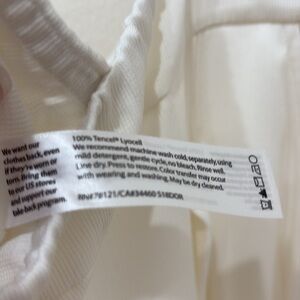 We want our
clothes back, even
if they're worn or
torn. Bring them
to our US stores
and support our
take back program.
100% Tencel® Lyocell
We recommend machine wash cold, separately, using
mild detergent, gentle cycle, no bleach. Rinse well.
Line dry. Press to restore. Color transfer may occur
with wearing and washing. May be dry cleaned.
RN# 78121/CA#34460 S18DOR